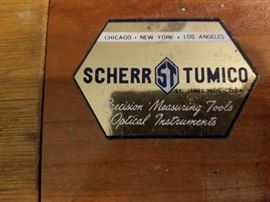 CHICAGO • NEW YORK • LOS ANGELES
SCHERR ST TUMICO
ST. JAMES, MINN.
Precision Measuring Tools
Optical Instruments